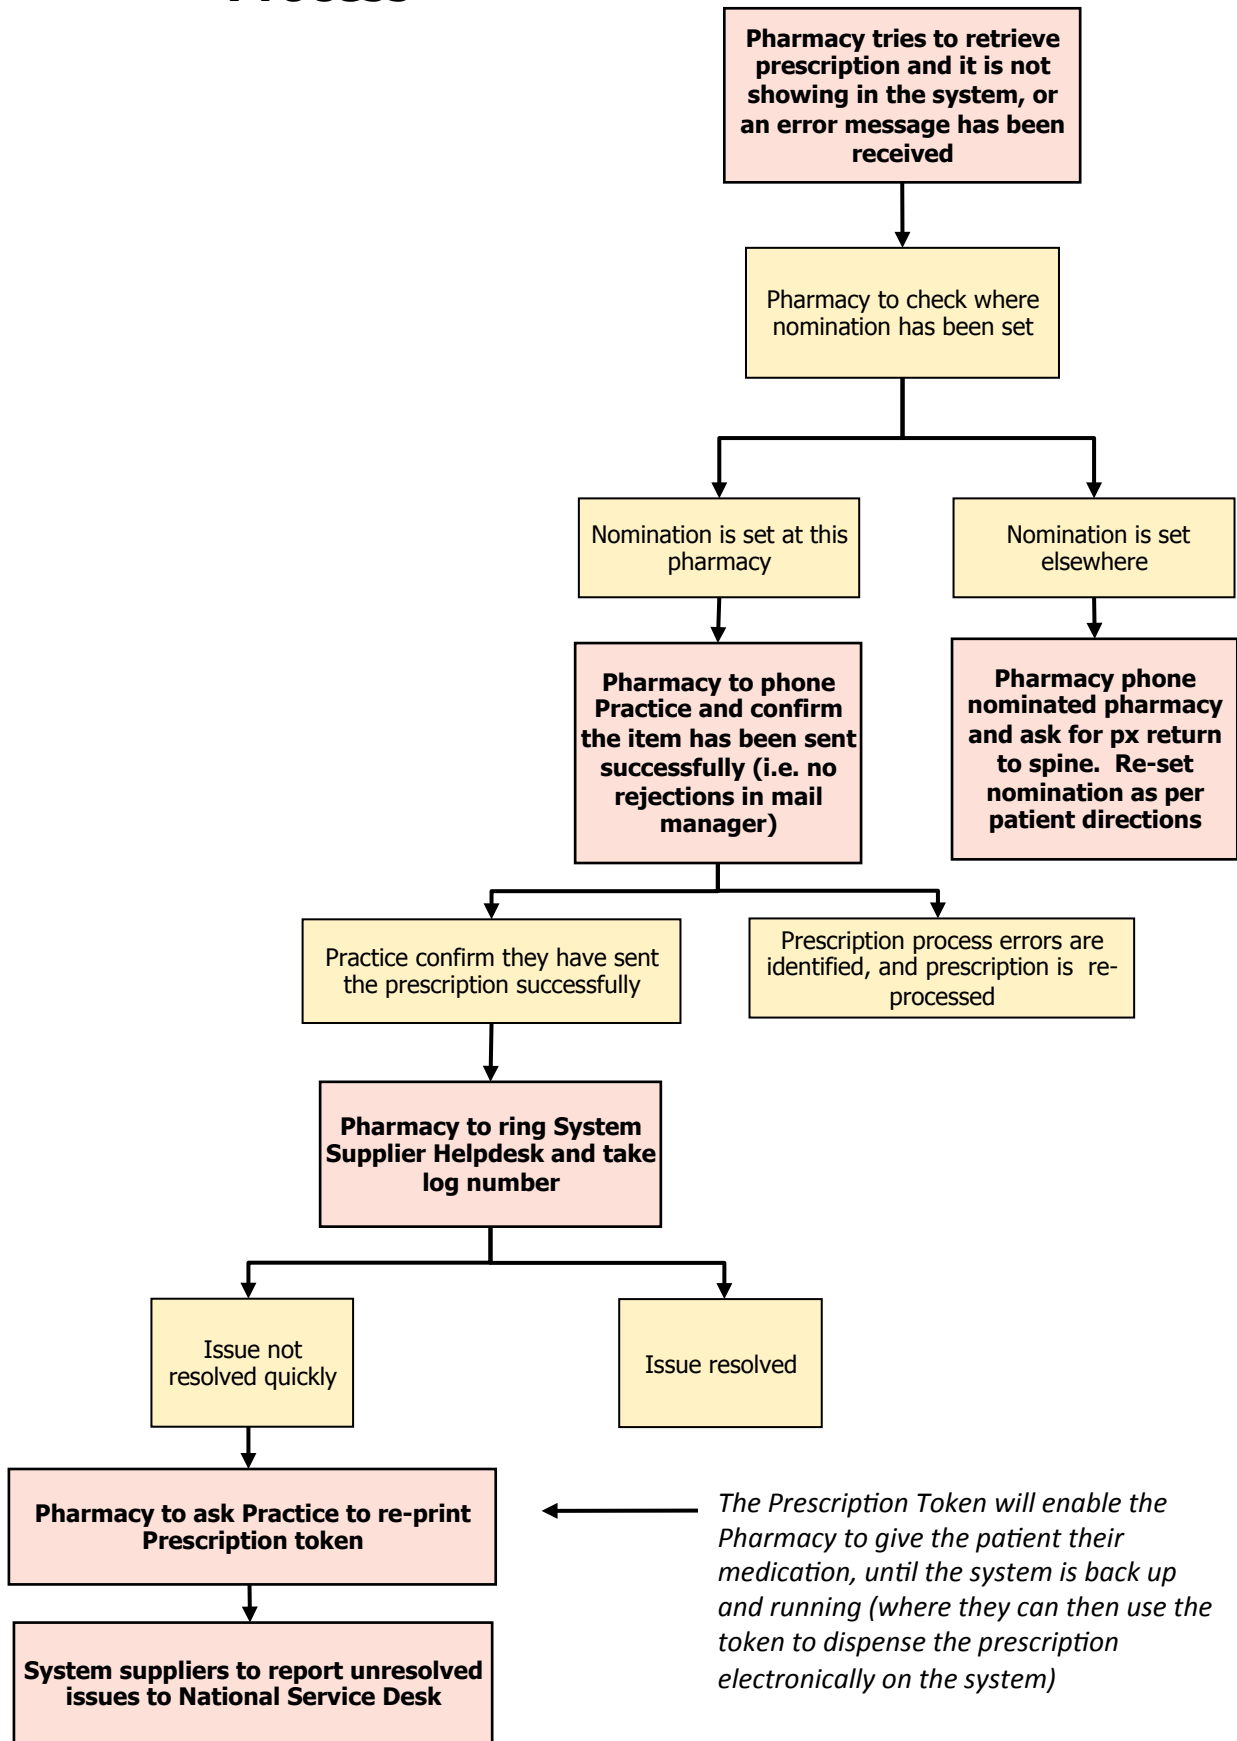 Process
Pharmacy tries to retrieve
prescription and it is not
showing in the system, or
an error message has been
received
Pharmacy to check where
nomination has been set
Nomination is set at this
pharmacy
Nomination is set
elsewhere
Pharmacy to phone
Practice and confirm
the item has been sent
successfully (i.e. no
rejections in mail
manager)
Pharmacy phone
nominated pharmacy
and ask for px return
to spine.  Re-set
nomination as per
patient directions
Practice confirm they have sent
the prescription successfully
Prescription process errors are
identified, and prescription is  re-
processed
Pharmacy to ring System
Supplier Helpdesk and take
log number
Issue not
resolved quickly
Issue resolved
Pharmacy to ask Practice to re-print
Prescription token
The Prescription Token will enable the
Pharmacy to give the patient their
medication, until the system is back up
and running (where they can then use the
token to dispense the prescription
electronically on the system)
System suppliers to report unresolved
issues to National Service Desk